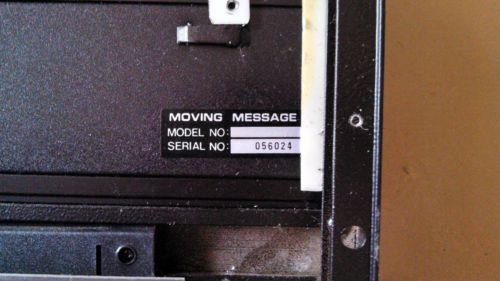 MOVING MESSAGE
MODEL NO:
SERIAL NO: 056024